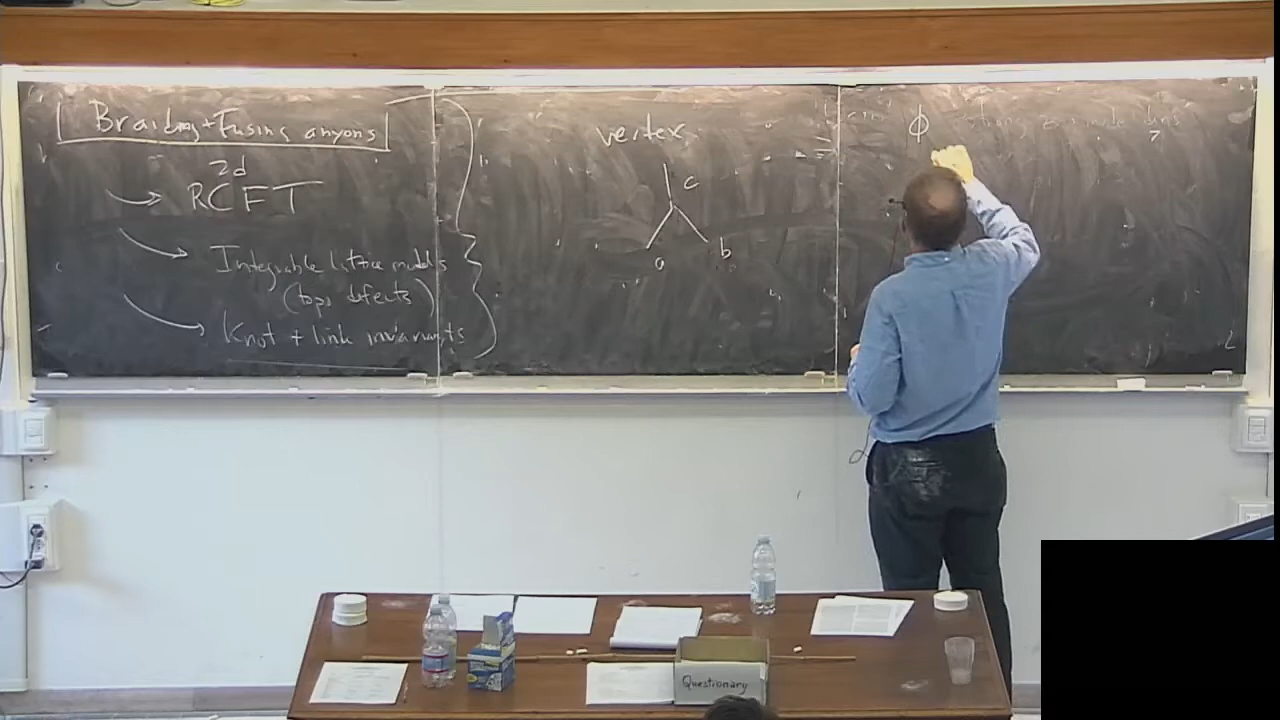 Braiding + Fusing anyons
2d
RCFT
Integrable lattice models
(topo defects)
Knot + link invariants
vertex
c
a
b
ϕ
Questionary